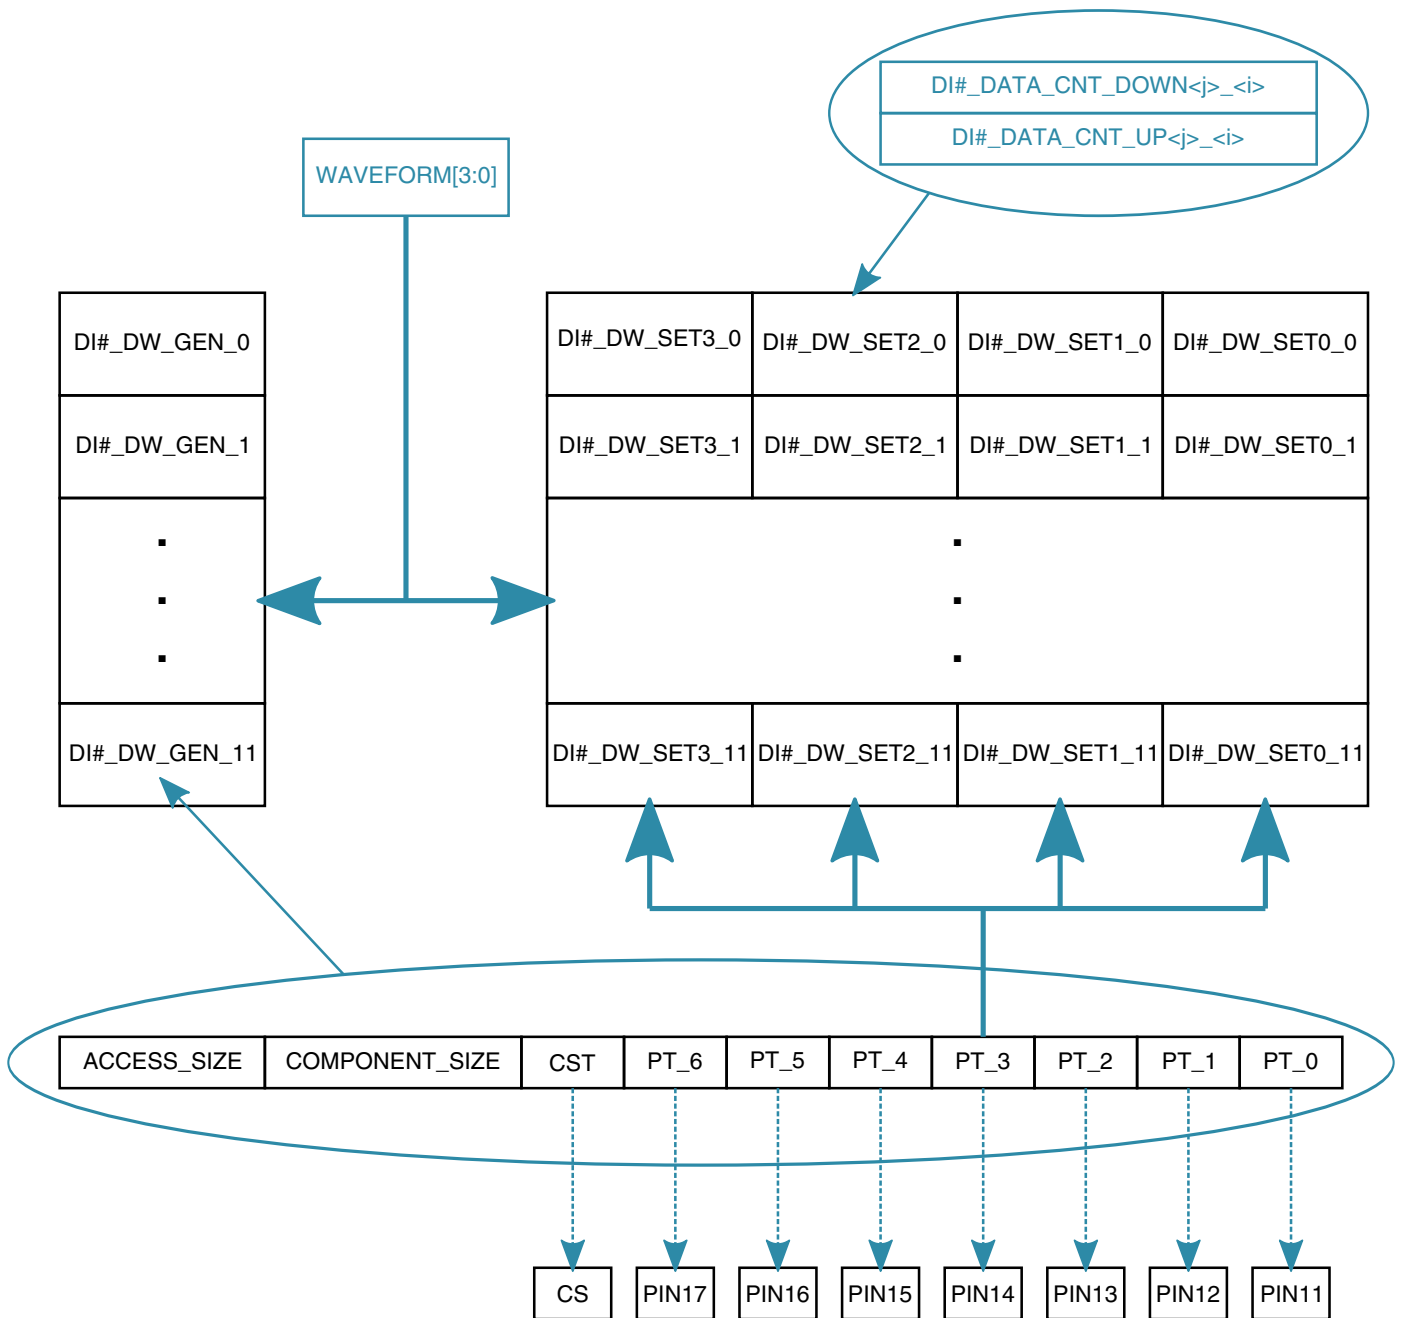 DI#_DATA_CNT_DOWN<j>_<i>
DI#_DATA_CNT_UP<j>_<i>
WAVEFORM[3:0]
DI#_DW_GEN_0
DI#_DW_SET3_0 DI#_DW_SET2_0 DI#_DW_SET1_0 DI#_DW_SET0_0
DI#_DW_GEN_1
DI#_DW_SET3_1 DI#_DW_SET2_1 DI#_DW_SET1_1 DI#_DW_SET0_1
DI#_DW_GEN_11
DI#_DW_SET3_11 DI#_DW_SET2_11 DI#_DW_SET1_11 DI#_DW_SET0_11
ACCESS_SIZE COMPONENT_SIZE CST PT_6 PT_5 PT_4 PT_3 PT_2 PT_1 PT_0
CS PIN17 PIN16 PIN15 PIN14 PIN13 PIN12 PIN11